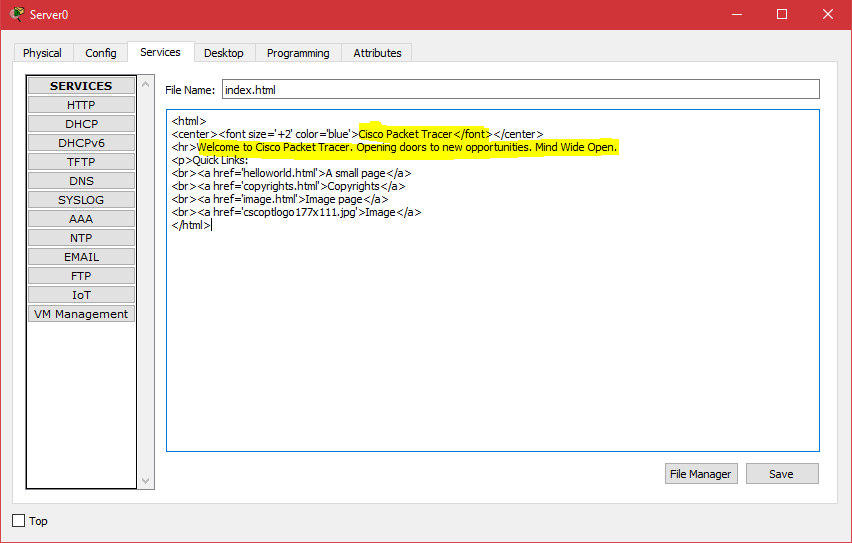 Server0
Physical Config Services Desktop Programming Attributes
SERVICES
HTTP
DHCP
DHCPv6
TFTP
DNS
SYSLOG
AAA
NTP
EMAIL
FTP
IoT
VM Management
File Name: index.html
<html>
<center><font size='+2' color='blue'>Cisco Packet Tracer</font></center>
<hr>Welcome to Cisco Packet Tracer. Opening doors to new opportunities. Mind Wide Open.
<p>Quick Links:
<br><a href='helloworld.html'>A small page</a>
<br><a href='copyrights.html'>Copyrights</a>
<br><a href='image.html'>Image page</a>
<br><a href='cscoptlogo177x111.jpg'>Image</a>
</html>
File Manager Save
Top